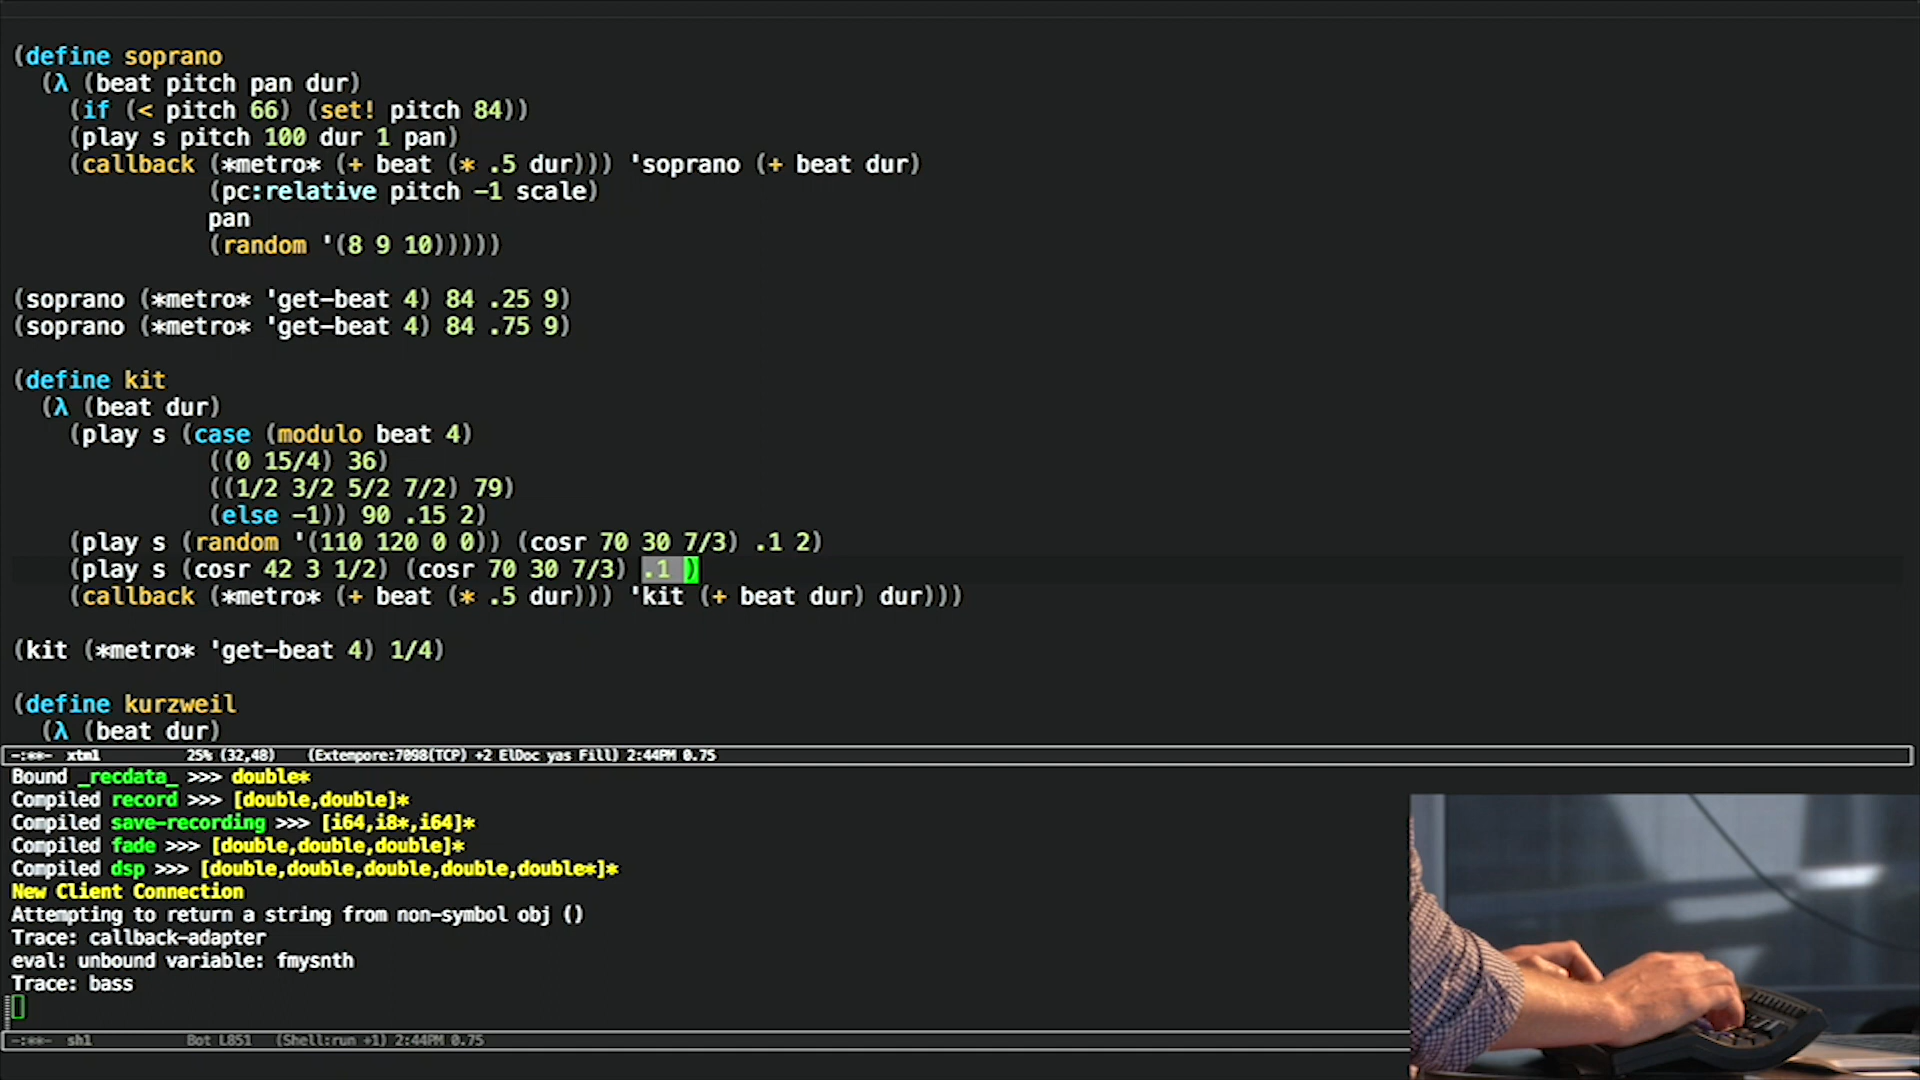 (define soprano
(λ (beat pitch pan dur)
(if (< pitch 66) (set! pitch 84))
(play s pitch 100 dur 1 pan)
(callback (*metro* (+ beat (* .5 dur))) 'soprano (+ beat dur)
(pc:relative pitch -1 scale)
pan
(random '(8 9 10)))))
(soprano (*metro* 'get-beat 4) 84 .25 9)
(soprano (*metro* 'get-beat 4) 84 .75 9)
(define kit
(λ (beat dur)
(play s (case (modulo beat 4)
((0 15/4) 36)
((1/2 3/2 5/2 7/2) 79)
(else -1)) 90 .15 2)
(play s (random '(110 120 0 0)) (cosr 70 30 7/3) .1 2)
(play s (cosr 42 3 1/2) (cosr 70 30 7/3) .1 )
(callback (*metro* (+ beat (* .5 dur))) 'kit (+ beat dur) dur)))
(kit (*metro* 'get-beat 4) 1/4)
(define kurzweil
(λ (beat dur)
-:**- xtm1 25% (32,48) (Extempore:7098(TCP) +2 ElDoc yas Fill) 2:44PM 0.75
Bound _recdata_ >>> double*
Compiled record >>> [double,double]*
Compiled save-recording >>> [i64,i8*,i64]*
Compiled fade >>> [double,double,double]*
Compiled dsp >>> [double,double,double,double,double*]*
New Client Connection
Attempting to return a string from non-symbol obj ()
Trace: callback-adapter
eval: unbound variable: fmysnth
Trace: bass
-:**- sh1 Bot L851 (Shell:run +1) 2:44PM 0.75